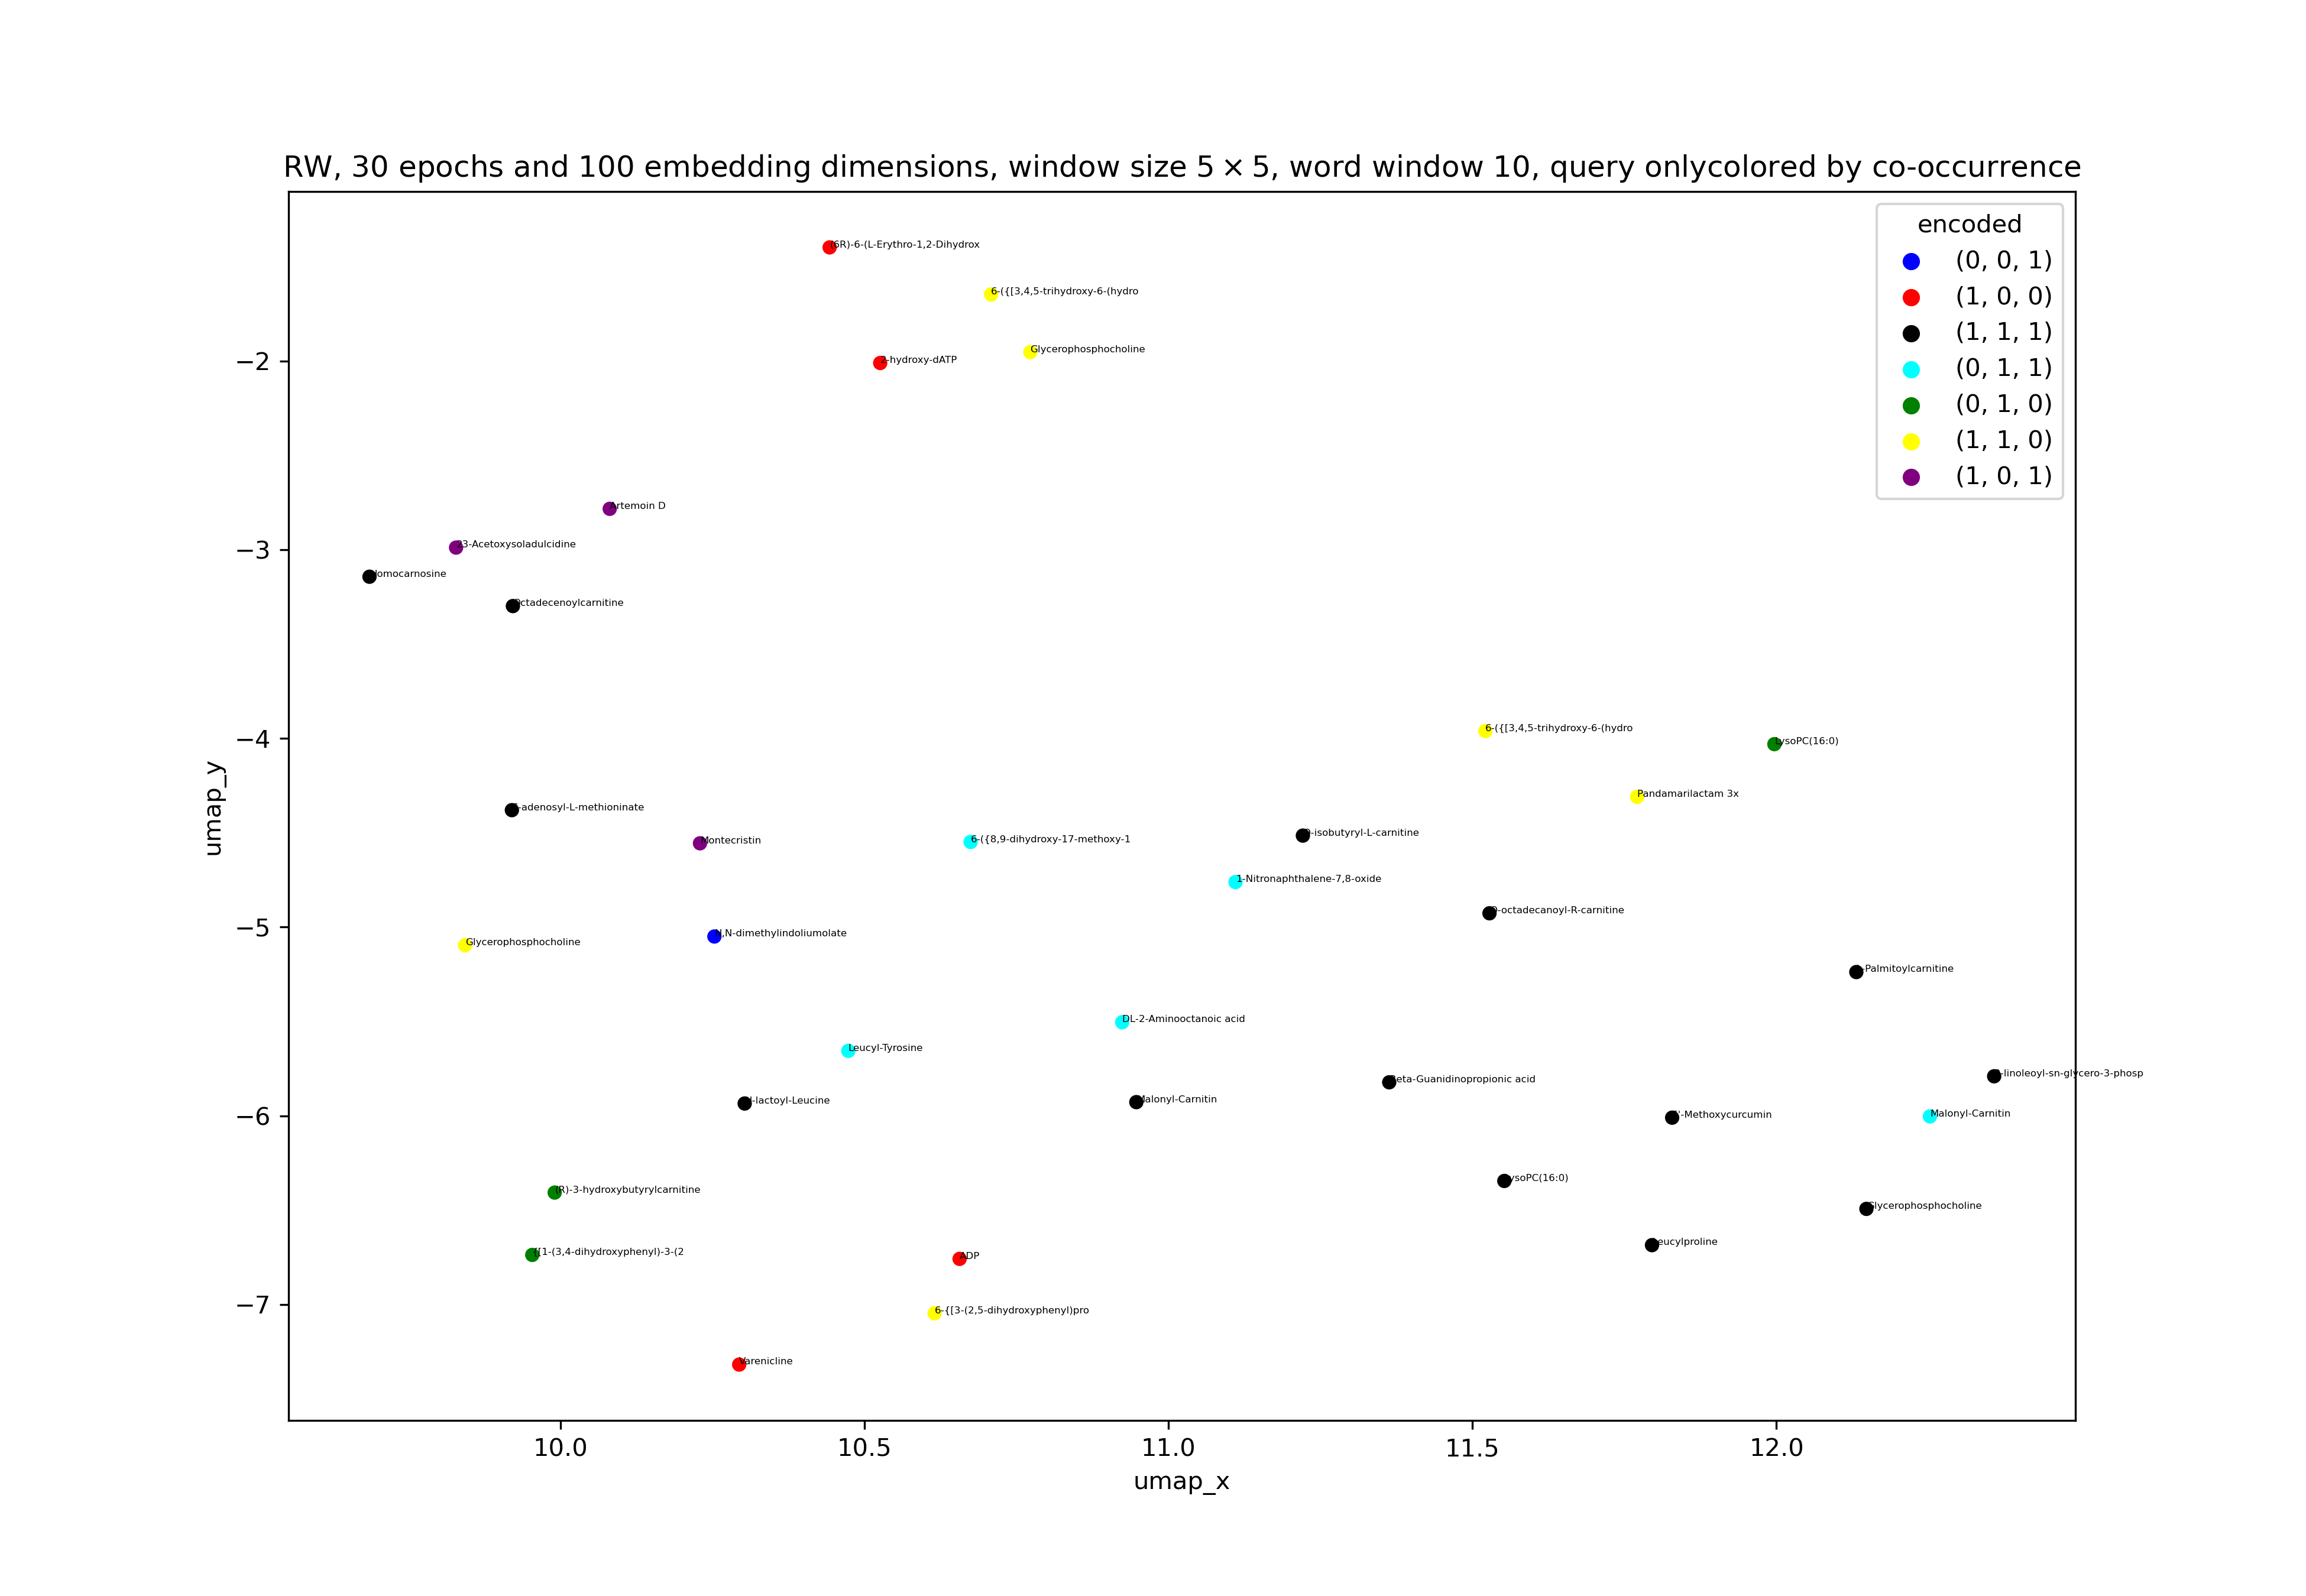 RW, 30 epochs and 100 embedding dimensions, window size 5 × 5, word window 10, query onlycolored by co-occurrence
encoded
(0, 0, 1)
(1, 0, 0)
(1, 1, 1)
(0, 1, 1)
(0, 1, 0)
(1, 1, 0)
(1, 0, 1)
(6R)-6-(L-Erythro-1,2-Dihydrox
6-({[3,4,5-trihydroxy-6-(hydro
Glycerophosphocholine
2-hydroxy-dATP
Artemoin D
23-Acetoxysoladulcidine
Homocarnosine
Octadecenoylcarnitine
6-({[3,4,5-trihydroxy-6-(hydro
LysoPC(16:0)
Pandamarilactam 3x
S-adenosyl-L-methioninate
Montecristin
6-({8,9-dihydroxy-17-methoxy-1
O-isobutyryl-L-carnitine
1-Nitronaphthalene-7,8-oxide
O-octadecanoyl-R-carnitine
N,N-dimethylindoliumolate
Glycerophosphocholine
Palmitoylcarnitine
DL-2-Aminooctanoic acid
Leucyl-Tyrosine
Beta-Guanidinopropionic acid
linoleoyl-sn-glycero-3-phosp
N-lactoyl-Leucine
Malonyl-Carnitin
'-Methoxycurcumin
Malonyl-Carnitin
LysoPC(16:0)
(R)-3-hydroxybutyrylcarnitine
Glycerophosphocholine
Leucylproline
{[1-(3,4-dihydroxyphenyl)-3-(2
ADP
6-{[3-(2,5-dihydroxyphenyl)pro
Varenicline
−2
−3
−4
−5
−6
−7
umap_y
10.0
10.5
11.0
11.5
12.0
umap_x